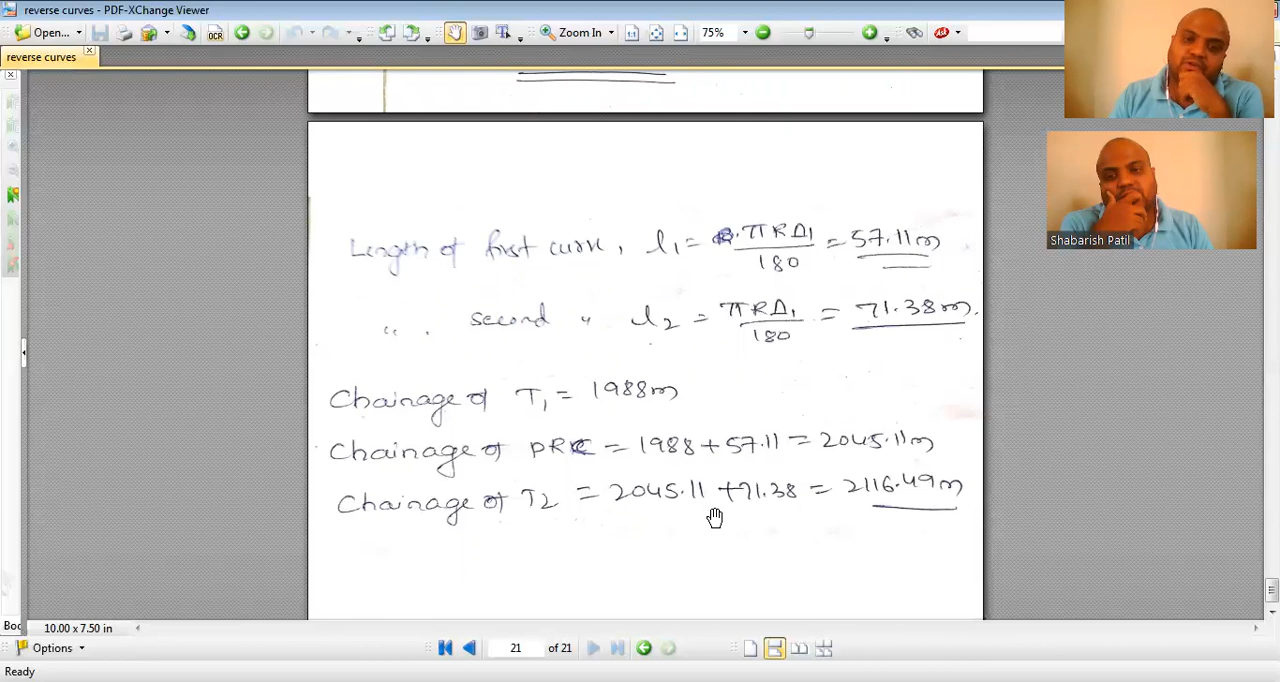 reverse curves - PDF-XChange Viewer
Open...
OCR
Zoom In
75%
reverse curves
Length of first curve, l1 = πRΔ1/180 = 57.11m
" . second " l2 = πRΔ1/180 = 71.38m.
Chainage of T1 = 1988m
Chainage of PRC = 1988 + 57.11 = 2045.11m
Chainage of T2 = 2045.11 + 71.38 = 2116.49m
Shabarish Patil
10.00 x 7.50 in
Options
21 of 21
Ready